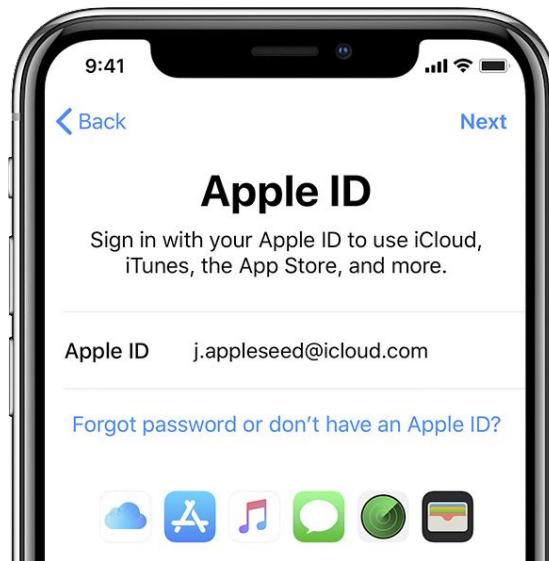 9:41
Back
Next
Apple ID
Sign in with your Apple ID to use iCloud,
iTunes, the App Store, and more.
Apple ID j.appleseed@icloud.com
Forgot password or don’t have an Apple ID?